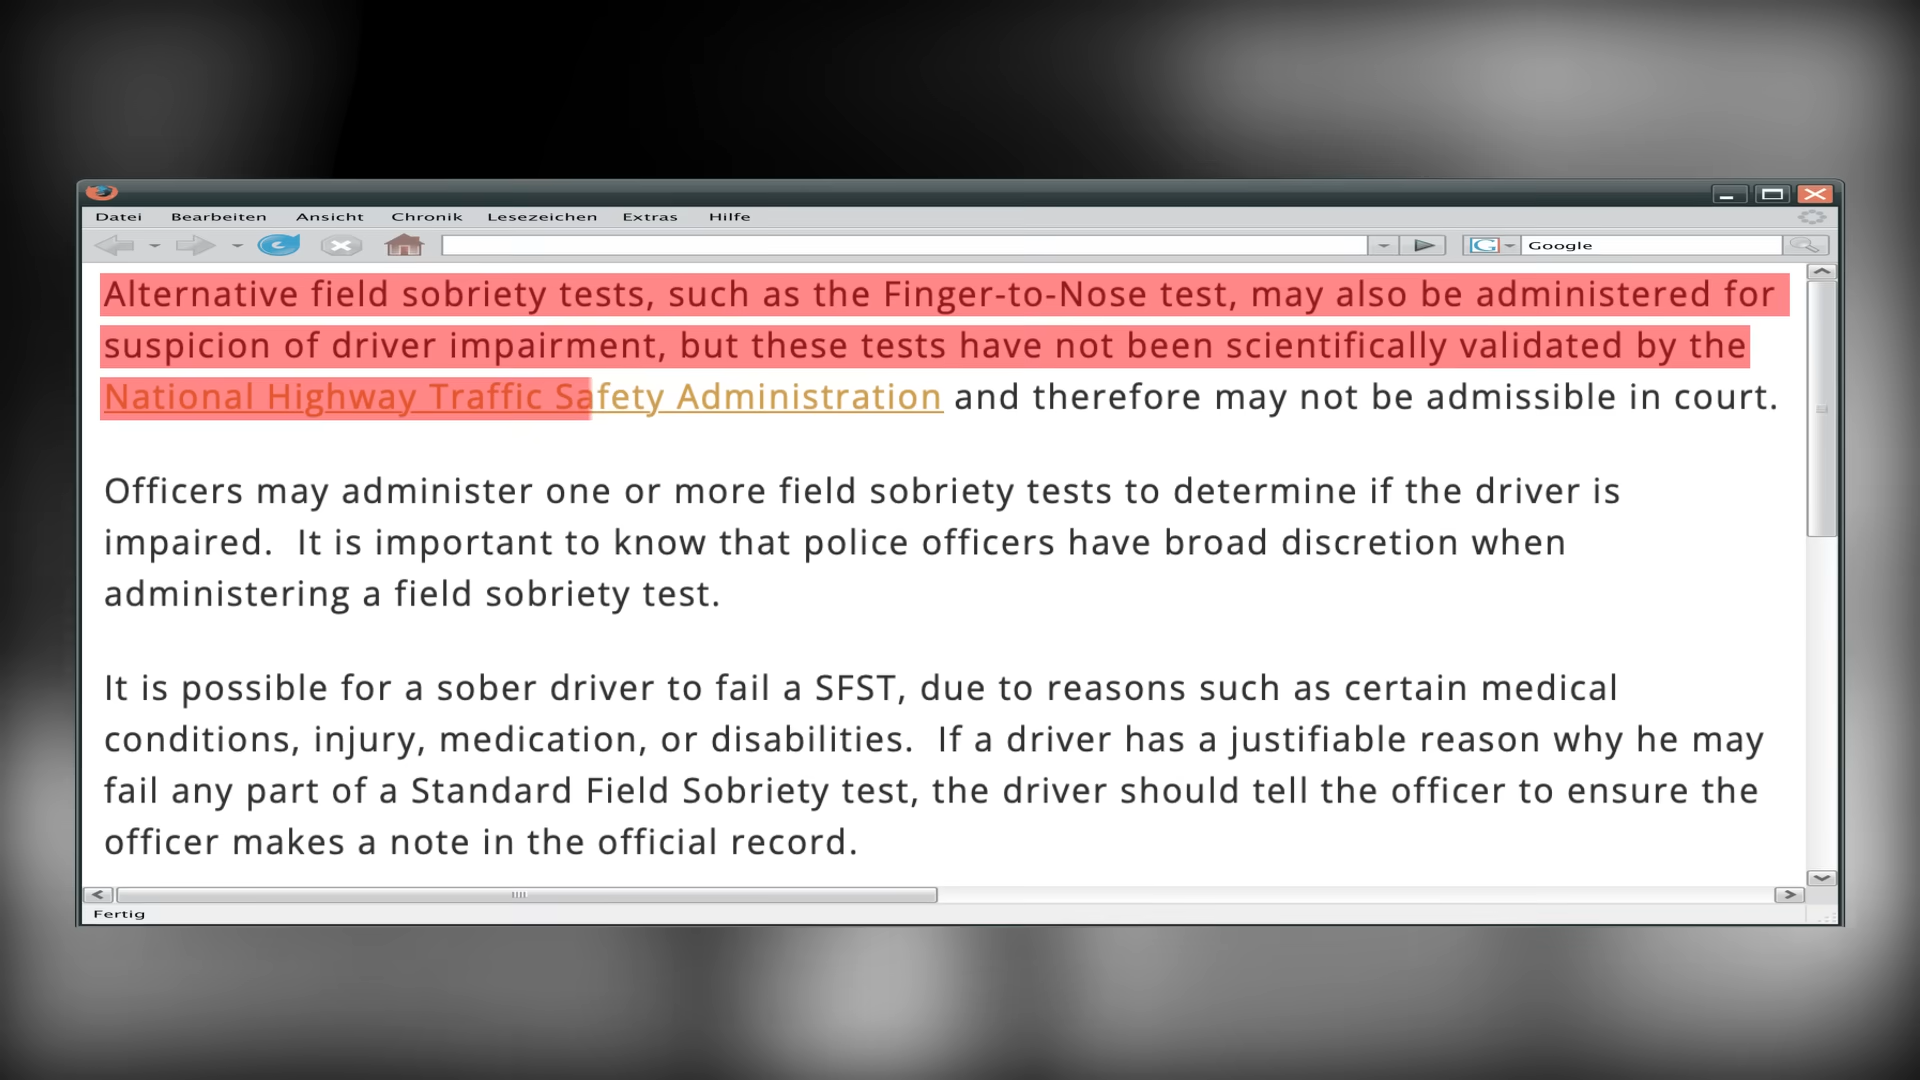 Datei Bearbeiten Ansicht Chronik Lesezeichen Extras Hilfe
Google
Alternative field sobriety tests, such as the Finger-to-Nose test, may also be administered for
suspicion of driver impairment, but these tests have not been scientifically validated by the
National Highway Traffic Safety Administration and therefore may not be admissible in court.
Officers may administer one or more field sobriety tests to determine if the driver is
impaired.  It is important to know that police officers have broad discretion when
administering a field sobriety test.
It is possible for a sober driver to fail a SFST, due to reasons such as certain medical
conditions, injury, medication, or disabilities.  If a driver has a justifiable reason why he may
fail any part of a Standard Field Sobriety test, the driver should tell the officer to ensure the
officer makes a note in the official record.
Fertig